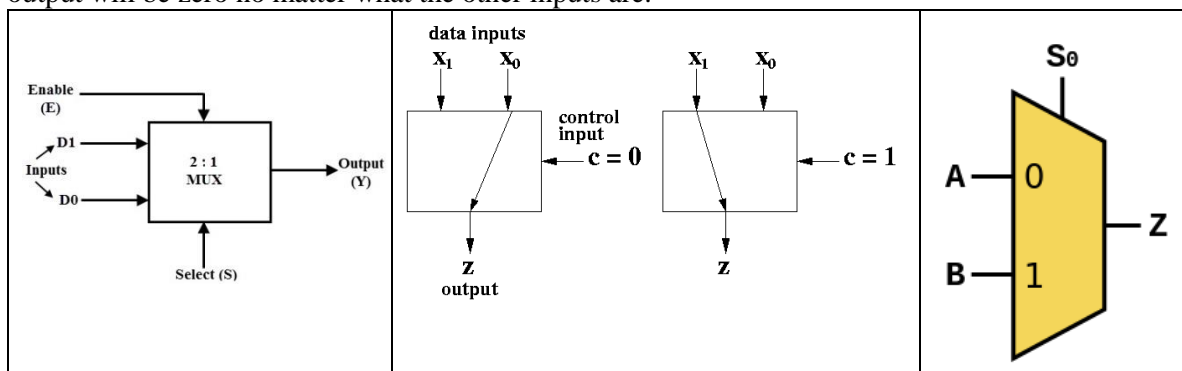 output will be zero no matter what the other inputs are.
Enable
(E)
D1
Inputs
D0
2 : 1
MUX
Output
(Y)
Select (S)
data inputs
x1 x0
control
input
c = 0
z
output
x1 x0
c = 1
z
S0
A 0
Z
B 1